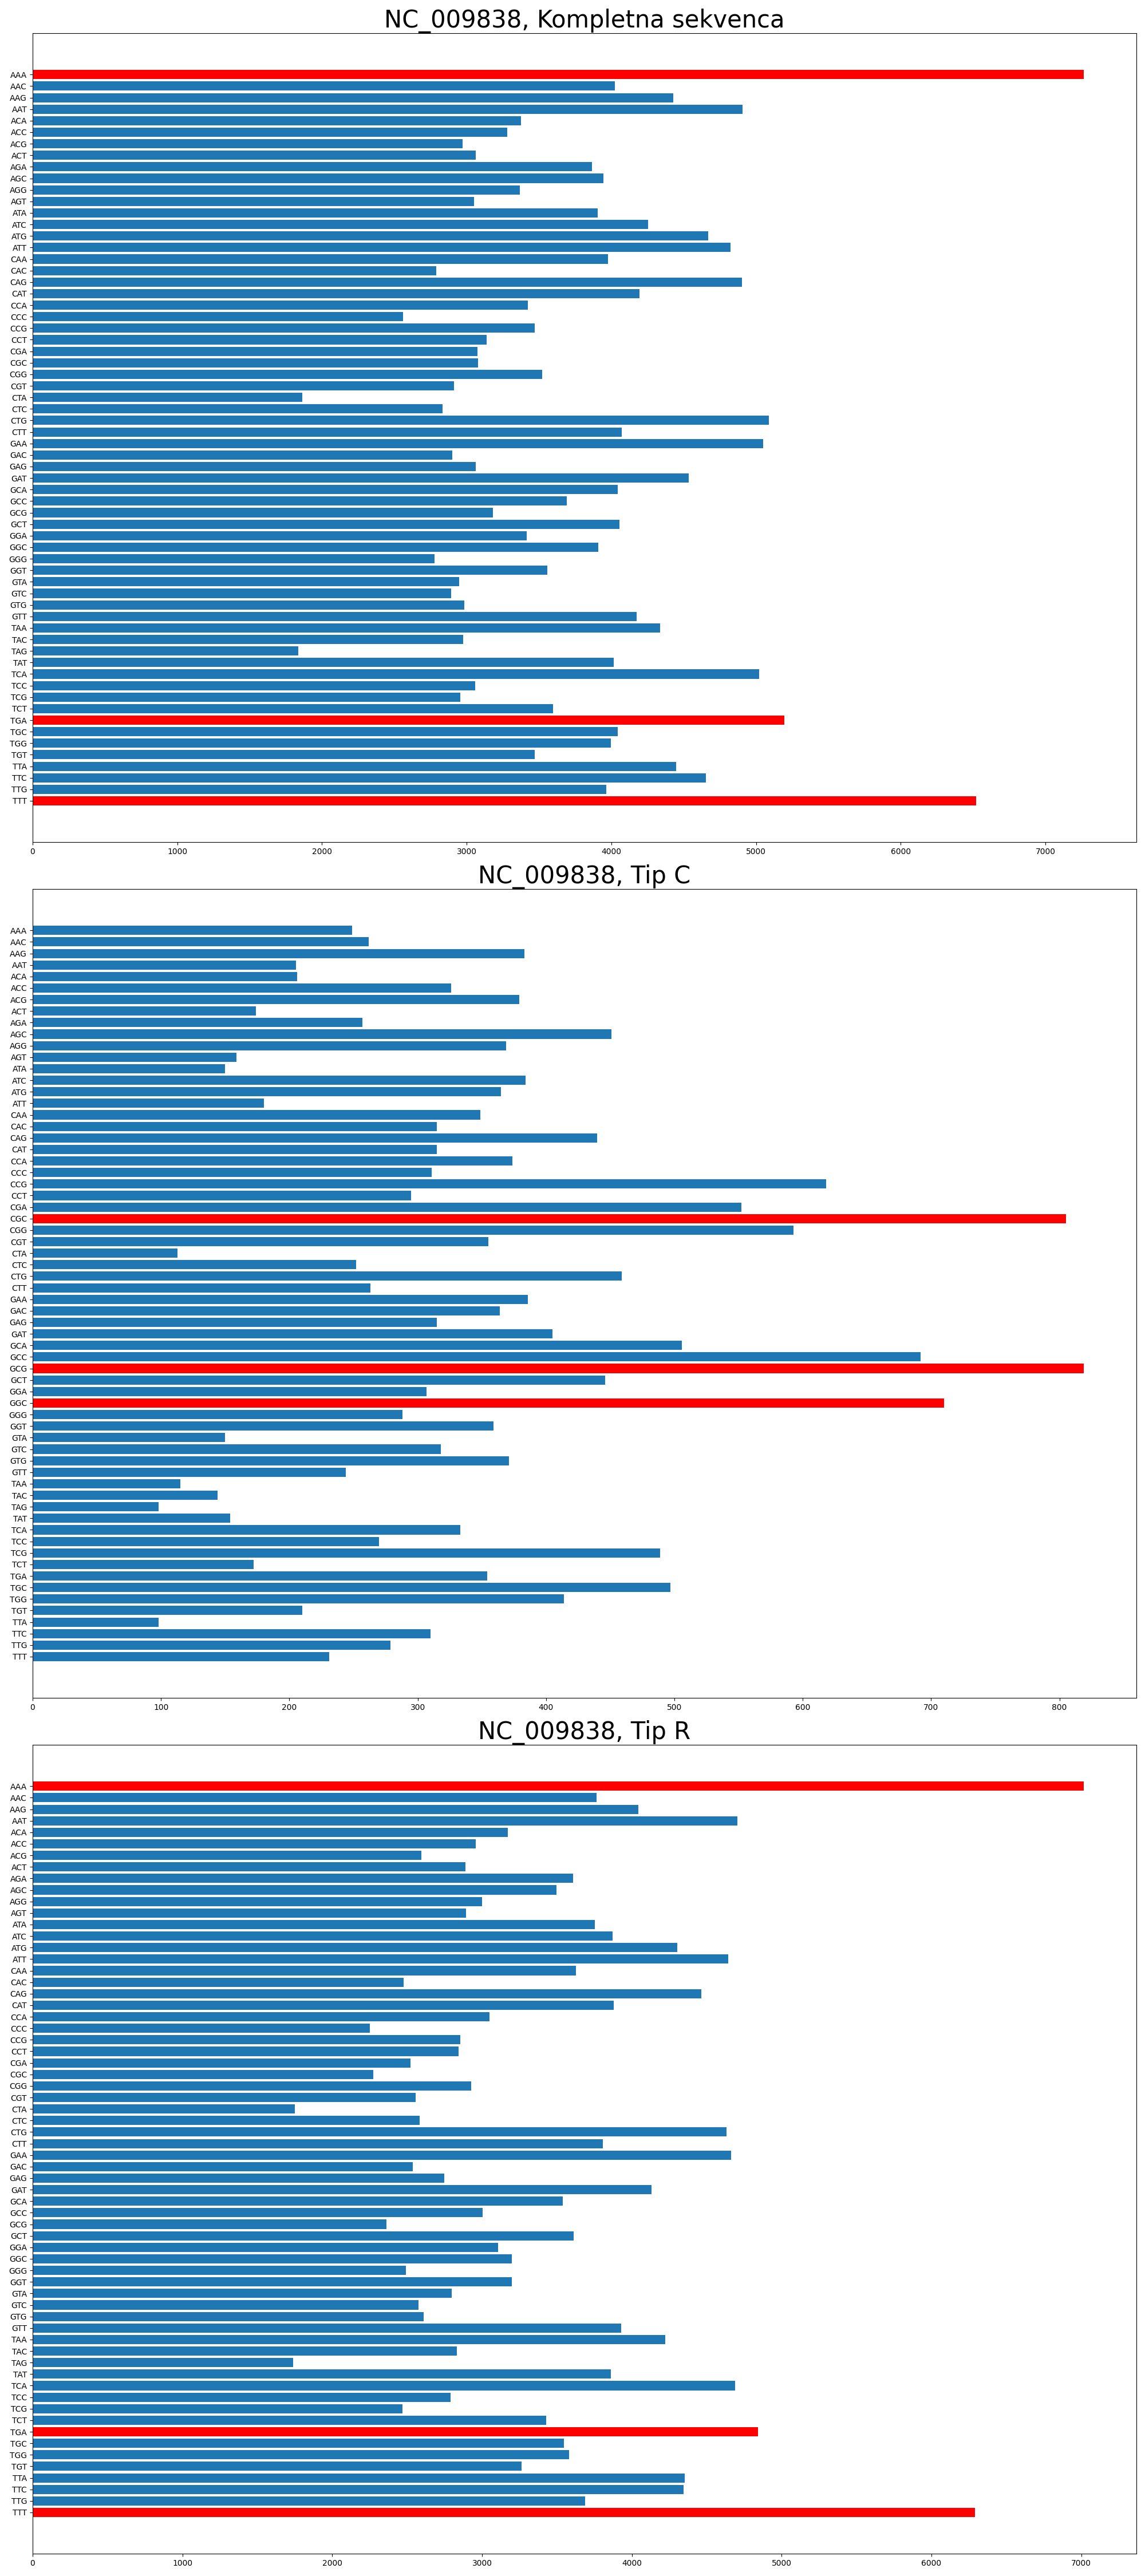 NC_009838, Kompletna sekvenca
AAA
AAC
AAG
AAT
ACA
ACC
ACG
ACT
AGA
AGC
AGG
AGT
ATA
ATC
ATG
ATT
CAA
CAC
CAG
CAT
CCA
CCC
CCG
CCT
CGA
CGC
CGG
CGT
CTA
CTC
CTG
CTT
GAA
GAC
GAG
GAT
GCA
GCC
GCG
GCT
GGA
GGC
GGG
GGT
GTA
GTC
GTG
GTT
TAA
TAC
TAG
TAT
TCA
TCC
TCG
TCT
TGA
TGC
TGG
TGT
TTA
TTC
TTG
TTT
0 1000 2000 3000 4000 5000 6000 7000
NC_009838, Tip C
AAA
AAC
AAG
AAT
ACA
ACC
ACG
ACT
AGA
AGC
AGG
AGT
ATA
ATC
ATG
ATT
CAA
CAC
CAG
CAT
CCA
CCC
CCG
CCT
CGA
CGC
CGG
CGT
CTA
CTC
CTG
CTT
GAA
GAC
GAG
GAT
GCA
GCC
GCG
GCT
GGA
GGC
GGG
GGT
GTA
GTC
GTG
GTT
TAA
TAC
TAG
TAT
TCA
TCC
TCG
TCT
TGA
TGC
TGG
TGT
TTA
TTC
TTG
TTT
0 100 200 300 400 500 600 700 800
NC_009838, Tip R
AAA
AAC
AAG
AAT
ACA
ACC
ACG
ACT
AGA
AGC
AGG
AGT
ATA
ATC
ATG
ATT
CAA
CAC
CAG
CAT
CCA
CCC
CCG
CCT
CGA
CGC
CGG
CGT
CTA
CTC
CTG
CTT
GAA
GAC
GAG
GAT
GCA
GCC
GCG
GCT
GGA
GGC
GGG
GGT
GTA
GTC
GTG
GTT
TAA
TAC
TAG
TAT
TCA
TCC
TCG
TCT
TGA
TGC
TGG
TGT
TTA
TTC
TTG
TTT
0 1000 2000 3000 4000 5000 6000 7000